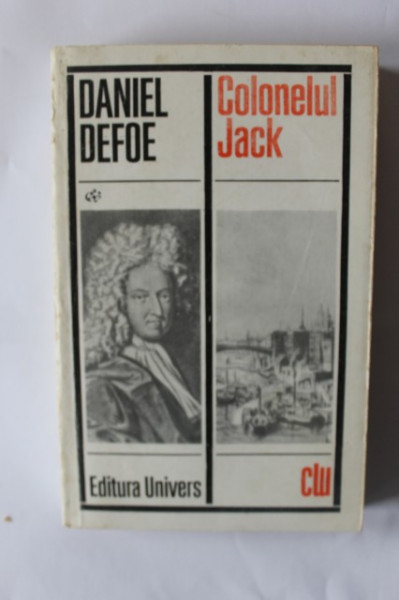 DANIEL
DEFOE
Colonelul
Jack
Editura Univers
clu